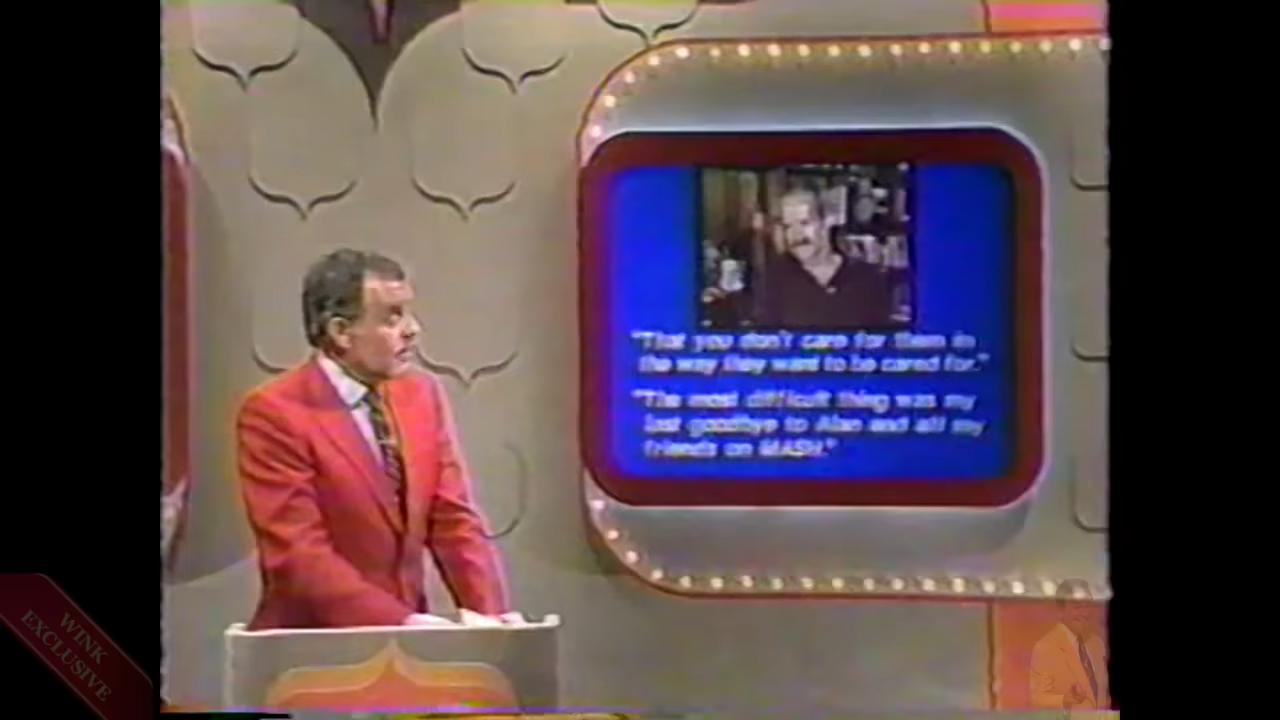 "That you don't care for them in
the way they want to be cared for."
"The most difficult thing was my
last goodbye to Alan and all my
friends on MASH."
WINK
EXCLUSIVE